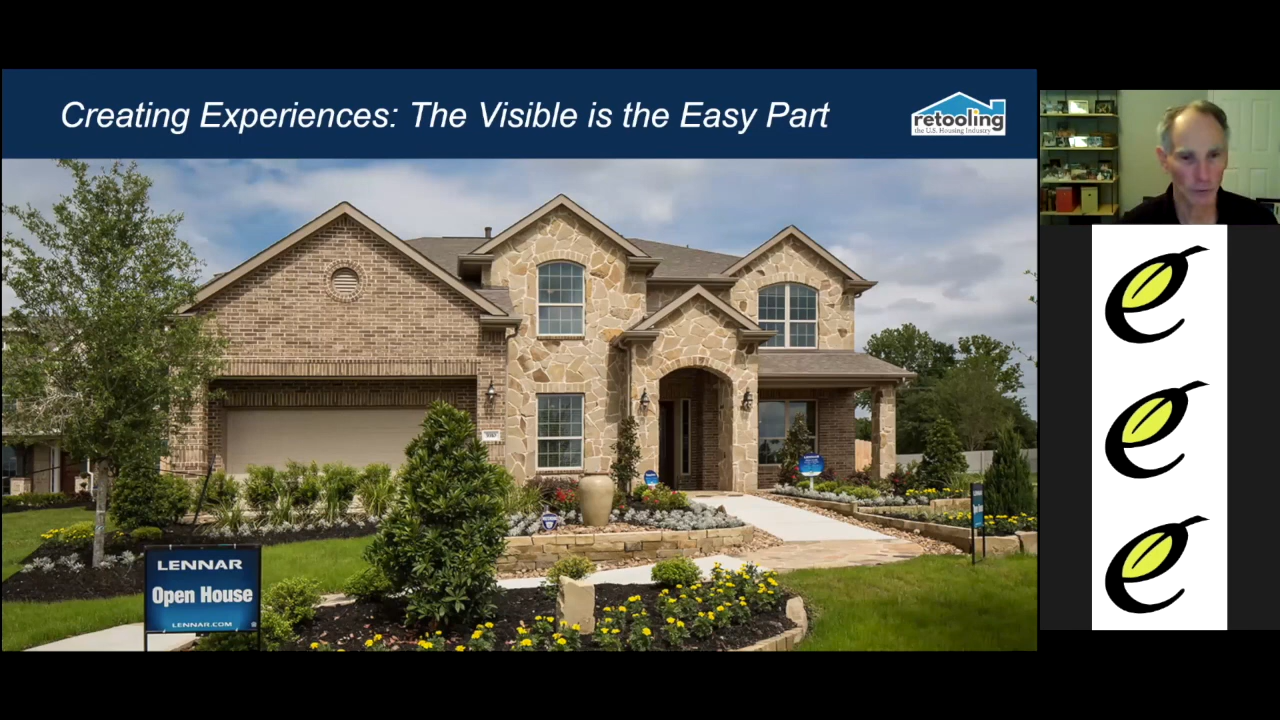 Creating Experiences: The Visible is the Easy Part
retooling
the U.S. Housing Industry
LENNAR
Open House
LENNAR.COM